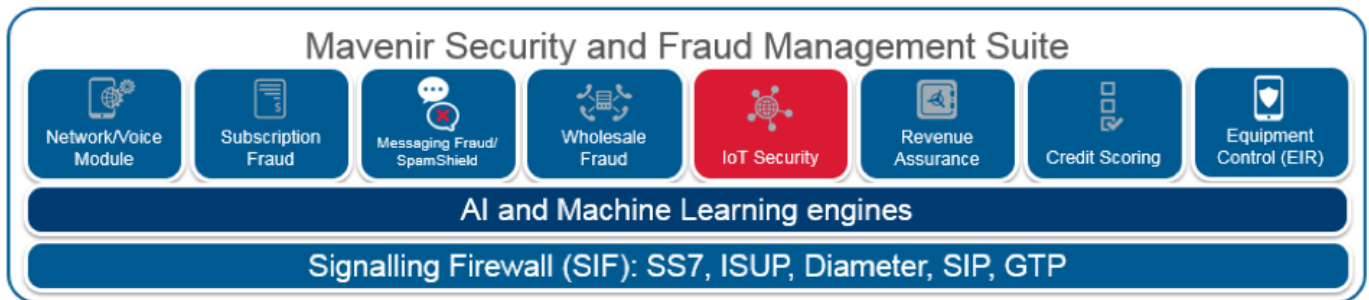 Mavenir Security and Fraud Management Suite
Network/Voice
Module
Subscription
Fraud
Messaging Fraud/
SpamShield
Wholesale
Fraud
IoT Security
Revenue
Assurance
Credit Scoring
Equipment
Control (EIR)
AI and Machine Learning engines
Signalling Firewall (SIF): SS7, ISUP, Diameter, SIP, GTP